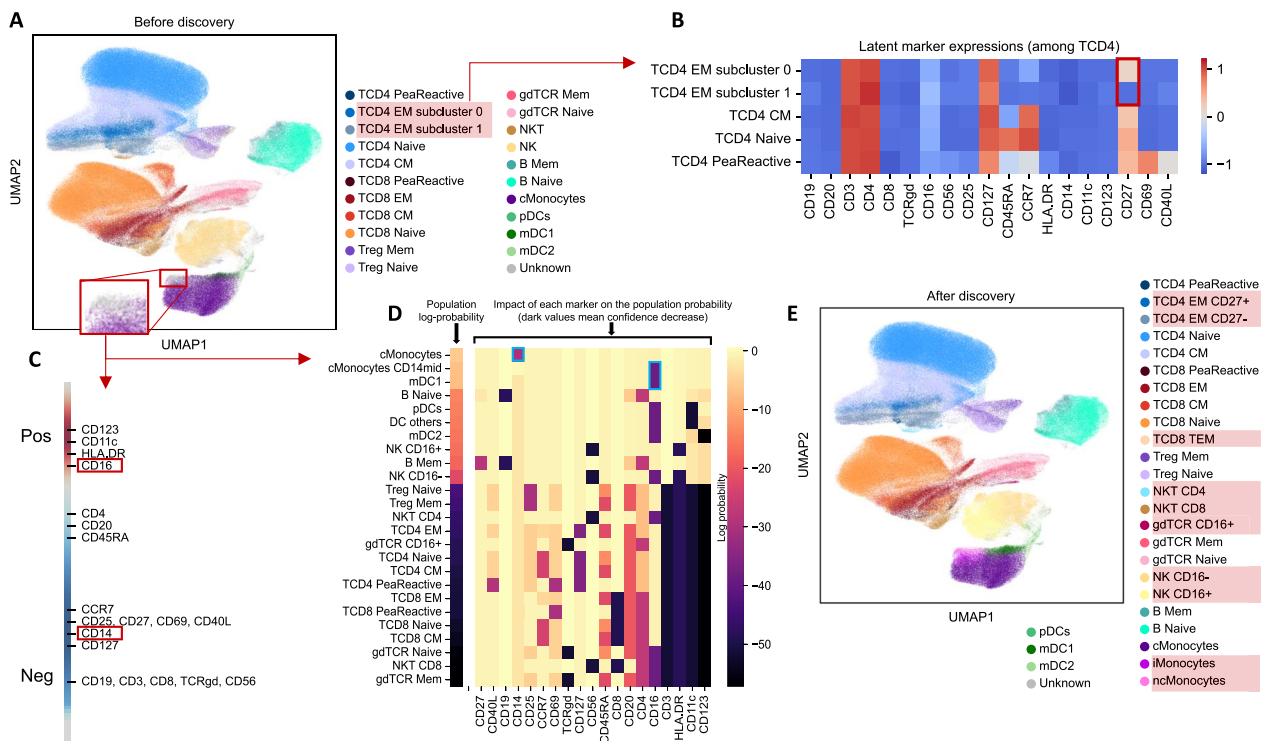 A
Before discovery
UMAP2
UMAP1
TCD4 PeaReactive
TCD4 EM subcluster 0
TCD4 EM subcluster 1
TCD4 Naive
TCD4 CM
TCD8 PeaReactive
TCD8 EM
TCD8 CM
TCD8 Naive
Treg Mem
Treg Naive
gdTCR Mem
gdTCR Naive
NKT
NK
B Mem
B Naive
cMonocytes
pDCs
mDC1
mDC2
Unknown
B
Latent marker expressions (among TCD4)
TCD4 EM subcluster 0
TCD4 EM subcluster 1
TCD4 CM
TCD4 Naive
TCD4 PeaReactive
CD19
CD20
CD3
CD4
CD8
TCRgd
CD16
CD56
CD25
CD127
CD45RA
CCR7
HLA.DR
CD14
CD11c
CD123
CD27
CD69
CD40L
1
0
−1
C
Pos
Neg
CD123
CD11c
HLA.DR
CD16
CD4
CD20
CD45RA
CCR7
CD25, CD27, CD69, CD40L
CD14
CD127
CD19, CD3, CD8, TCRgd, CD56
D
Population
log-probability
Impact of each marker on the population probability
(dark values mean confidence decrease)
cMonocytes
cMonocytes CD14mid
mDC1
B Naive
pDCs
DC others
mDC2
NK CD16+
B Mem
NK CD16-
Treg Naive
Treg Mem
NKT CD4
TCD4 EM
gdTCR CD16+
TCD4 Naive
TCD4 CM
TCD4 PeaReactive
TCD8 EM
TCD8 PeaReactive
TCD8 Naive
TCD8 CM
gdTCR Naive
NKT CD8
gdTCR Mem
CD27
CD40L
CD19
CD14
CD25
CCR7
CD69
TCRgd
CD127
CD56
CD45RA
CD8
CD20
CD4
CD16
CD3
HLA.DR
CD11c
CD123
0
−10
−20
−30
−40
−50
Log probability
E
After discovery
UMAP2
UMAP1
TCD4 PeaReactive
TCD4 EM CD27+
TCD4 EM CD27-
TCD4 Naive
TCD4 CM
TCD8 PeaReactive
TCD8 EM
TCD8 CM
TCD8 Naive
TCD8 TEM
Treg Mem
Treg Naive
NKT CD4
NKT CD8
gdTCR CD16+
gdTCR Mem
gdTCR Naive
NK CD16-
NK CD16+
B Mem
B Naive
cMonocytes
iMonocytes
ncMonocytes
pDCs
mDC1
mDC2
Unknown